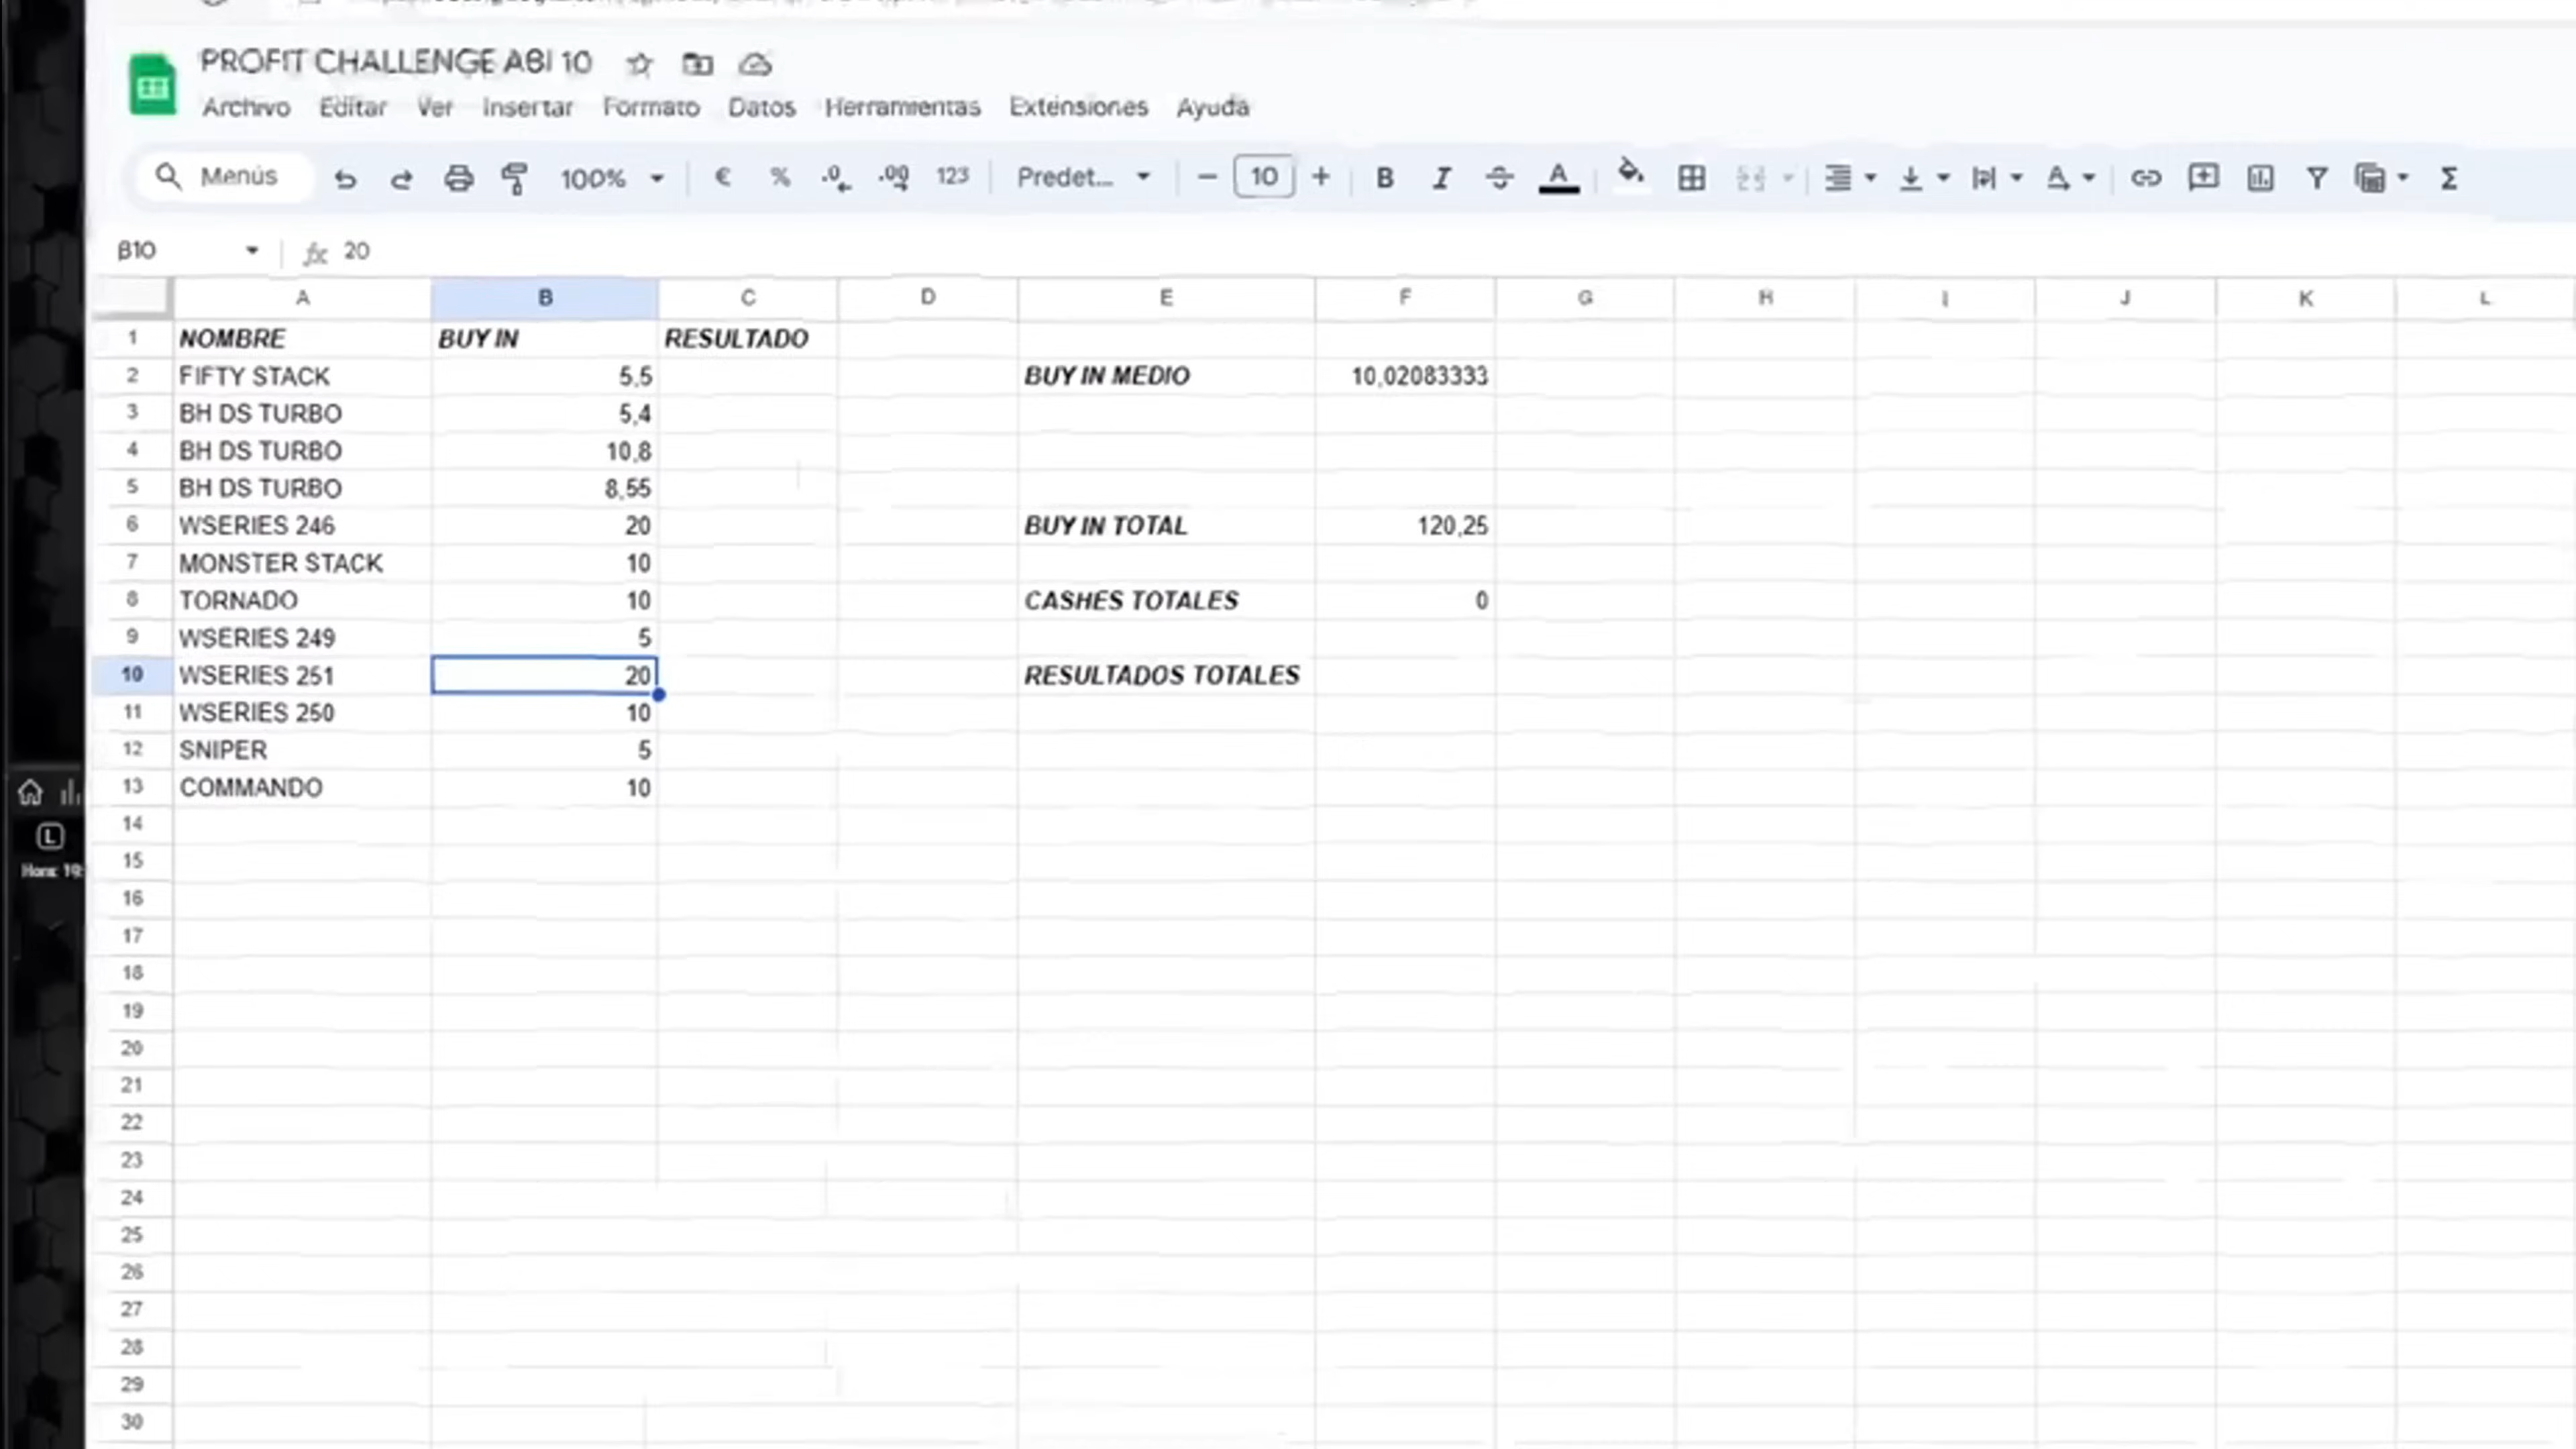 PROFIT CHALLENGE ABI 10
Archivo Editar Ver Insertar Formato Datos Herramientas Extensiones Ayuda
Menús 100% € % .0 .00 123 Predet... 10 B I A Σ
B10 fx 20
A B C D E F G H I J K L
1 NOMBRE BUY IN RESULTADO
2 FIFTY STACK 5,5 BUY IN MEDIO 10,02083333
3 BH DS TURBO 5,4
4 BH DS TURBO 10,8
5 BH DS TURBO 8,55
6 WSERIES 246 20 BUY IN TOTAL 120,25
7 MONSTER STACK 10
8 TORNADO 10 CASHES TOTALES 0
9 WSERIES 249 5
10 WSERIES 251 20 RESULTADOS TOTALES
11 WSERIES 250 10
12 SNIPER 5
13 COMMANDO 10
14
15
16
17
18
19
20
21
22
23
24
25
26
27
28
29
30
L
Hora: 19: